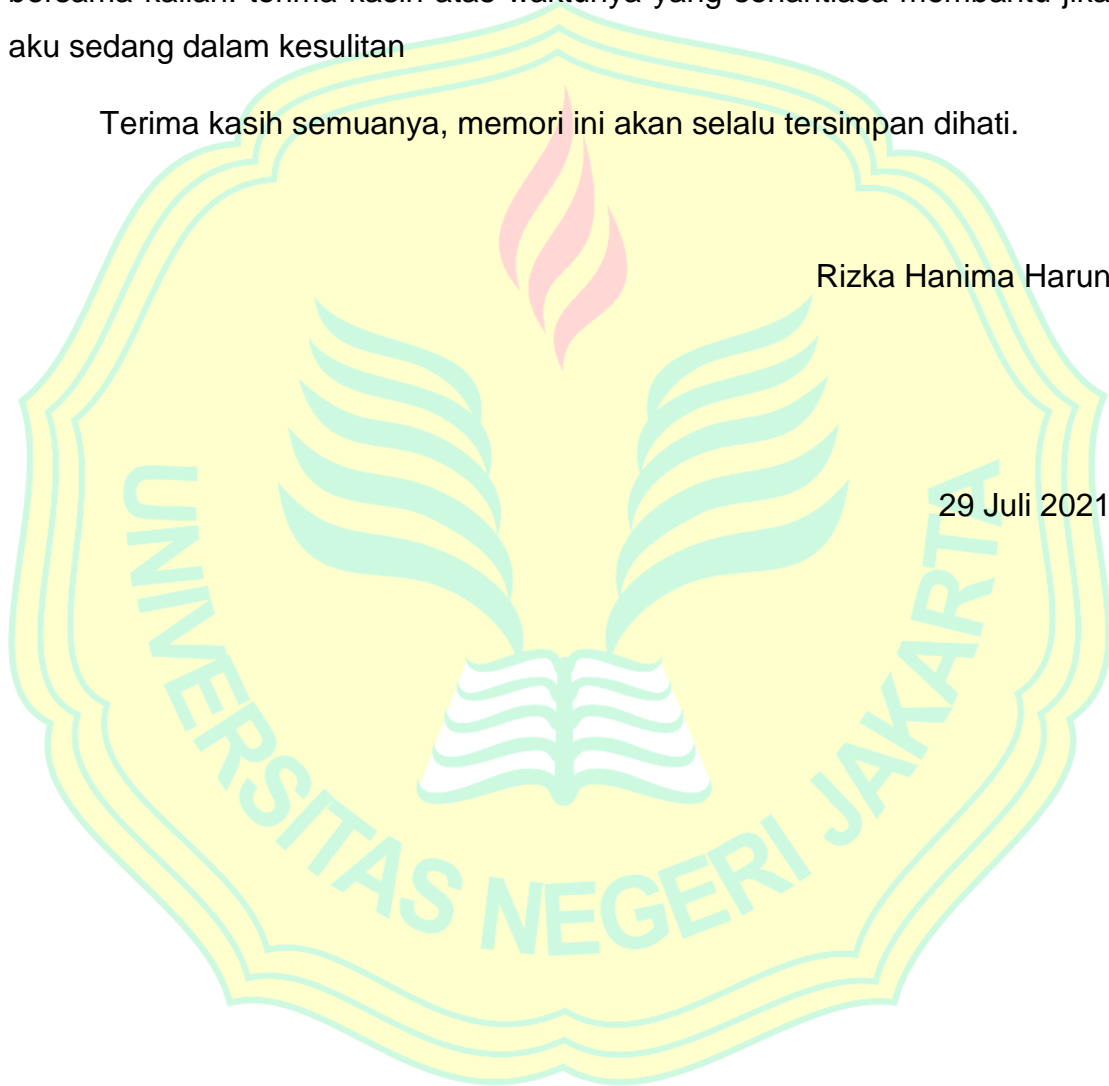 bersama kalian. terima kasih atas waktunya yang senantiasa membantu jika
aku sedang dalam kesulitan
Terima kasih semuanya, memori ini akan selalu tersimpan dihati.
Rizka Hanima Harun
29 Juli 2021
UNIVERSITAS NEGERI JAKARTA